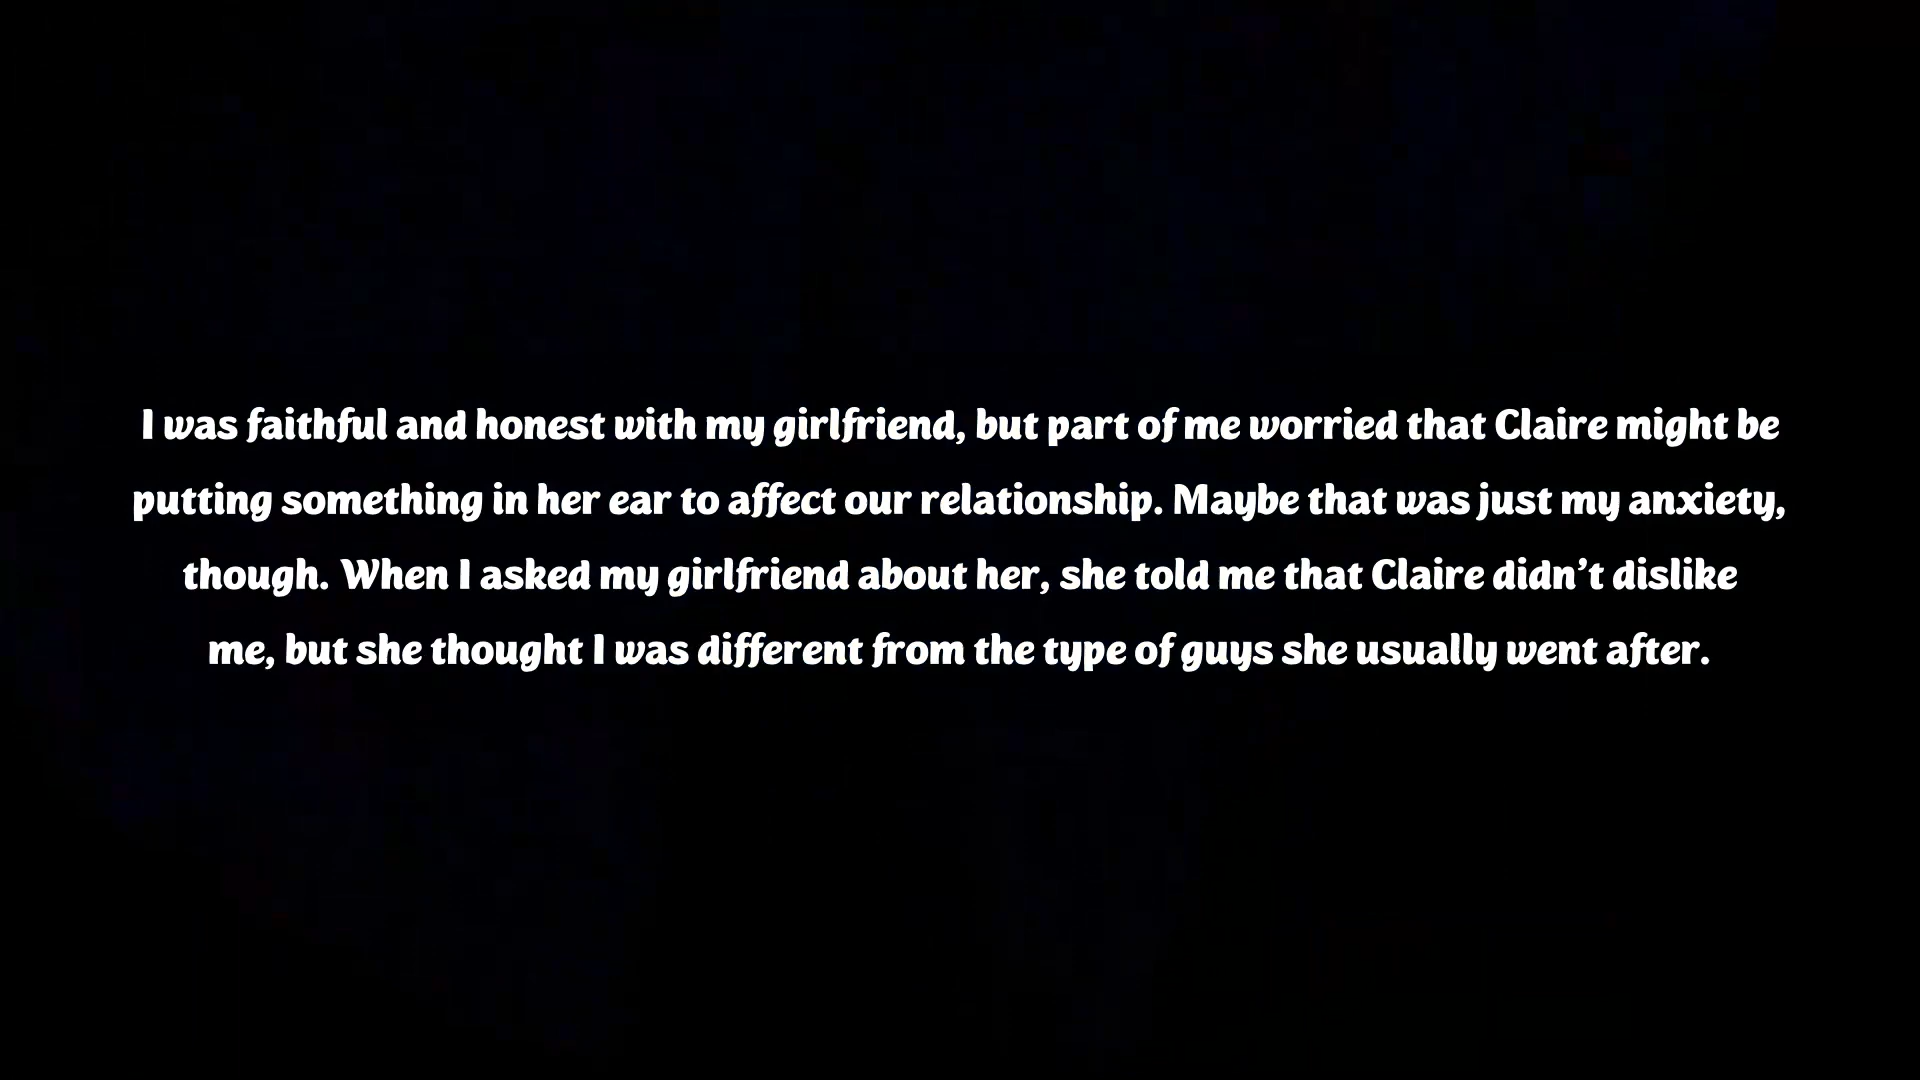 I was faithful and honest with my girlfriend, but part of me worried that Claire might be
putting something in her ear to affect our relationship. Maybe that was just my anxiety,
though. When I asked my girlfriend about her, she told me that Claire didn’t dislike
me, but she thought I was different from the type of guys she usually went after.